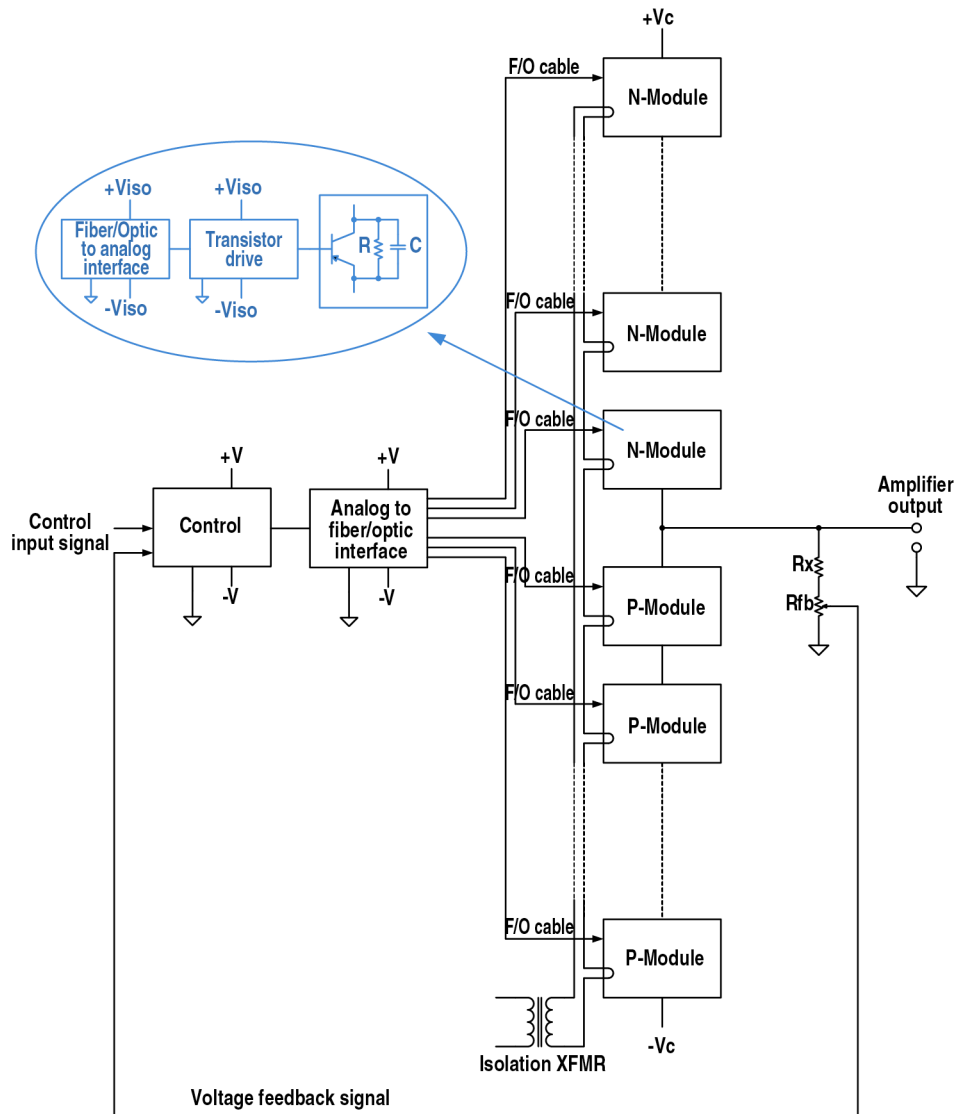 +Vc
F/O cable
N-Module
+Viso
+Viso
Fiber/Optic
to analog
interface
Transistor
drive
R
C
-Viso
-Viso
F/O cable
N-Module
F/O cable
N-Module
+V
+V
Control
input signal
Control
Analog to
fiber/optic
interface
-V
-V
Amplifier
output
Rx
Rfb
F/O cable
P-Module
F/O cable
P-Module
F/O cable
P-Module
-Vc
Isolation XFMR
Voltage feedback signal